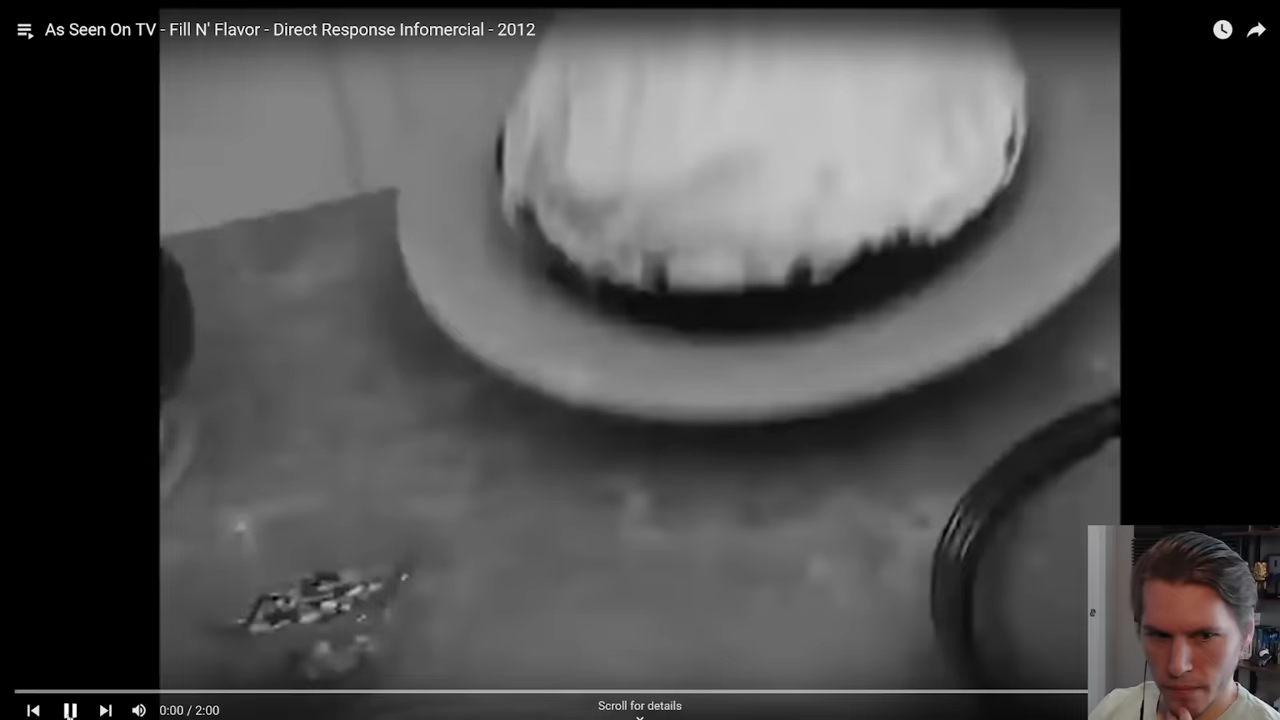 As Seen On TV - Fill N' Flavor - Direct Response Infomercial - 2012
0:00 / 2:00
Scroll for details